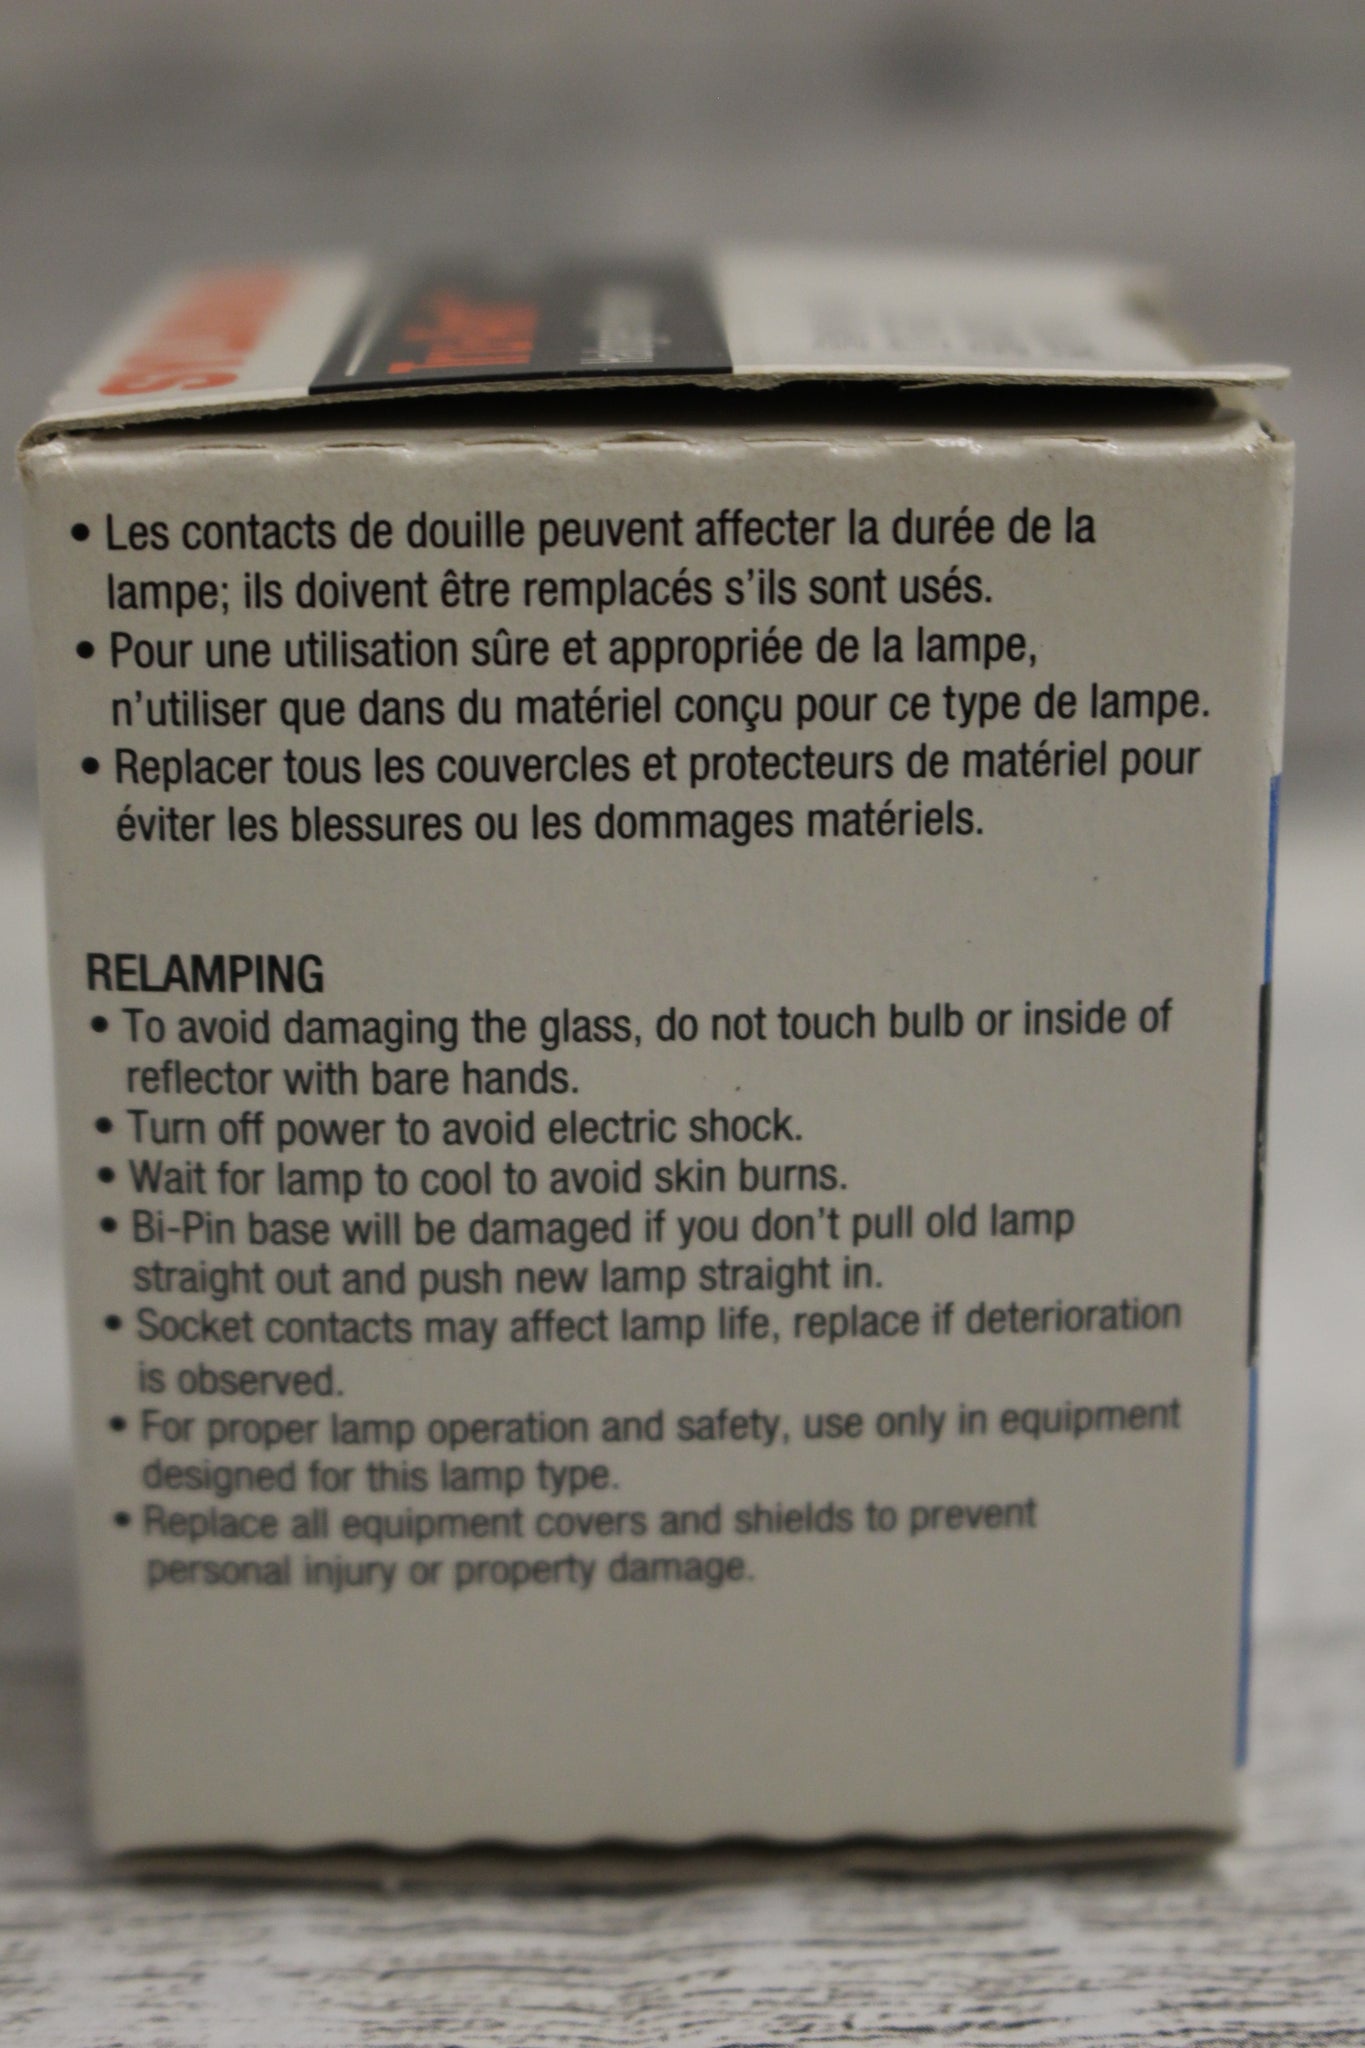 SYLVANIA
• Les contacts de douille peuvent affecter la durée de la
lampe; ils doivent être remplacés s'ils sont usés.
• Pour une utilisation sûre et appropriée de la lampe,
n'utiliser que dans du matériel conçu pour ce type de lampe.
• Replacer tous les couvercles et protecteurs de matériel pour
éviter les blessures ou les dommages matériels.
RELAMPING
• To avoid damaging the glass, do not touch bulb or inside of
reflector with bare hands.
• Turn off power to avoid electric shock.
• Wait for lamp to cool to avoid skin burns.
• Bi-Pin base will be damaged if you don't pull old lamp
straight out and push new lamp straight in.
• Socket contacts may affect lamp life, replace if deterioration
is observed.
• For proper lamp operation and safety, use only in equipment
designed for this lamp type.
• Replace all equipment covers and shields to prevent
personal injury or property damage.